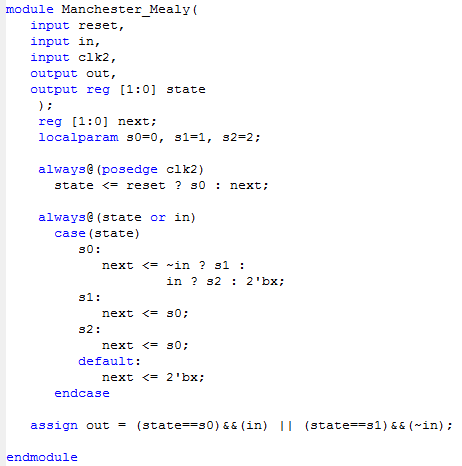 module Manchester_Mealy(
input reset,
input in,
input clk2,
output out,
output reg [1:0] state
);
reg [1:0] next;
localparam s0=0, s1=1, s2=2;
always@(posedge clk2)
state <= reset ? s0 : next;
always@(state or in)
case(state)
s0:
next <= ~in ? s1 :
in ? s2 : 2'bx;
s1:
next <= s0;
s2:
next <= s0;
default:
next <= 2'bx;
endcase
assign out = (state==s0)&&(in) || (state==s1)&&(~in);
endmodule